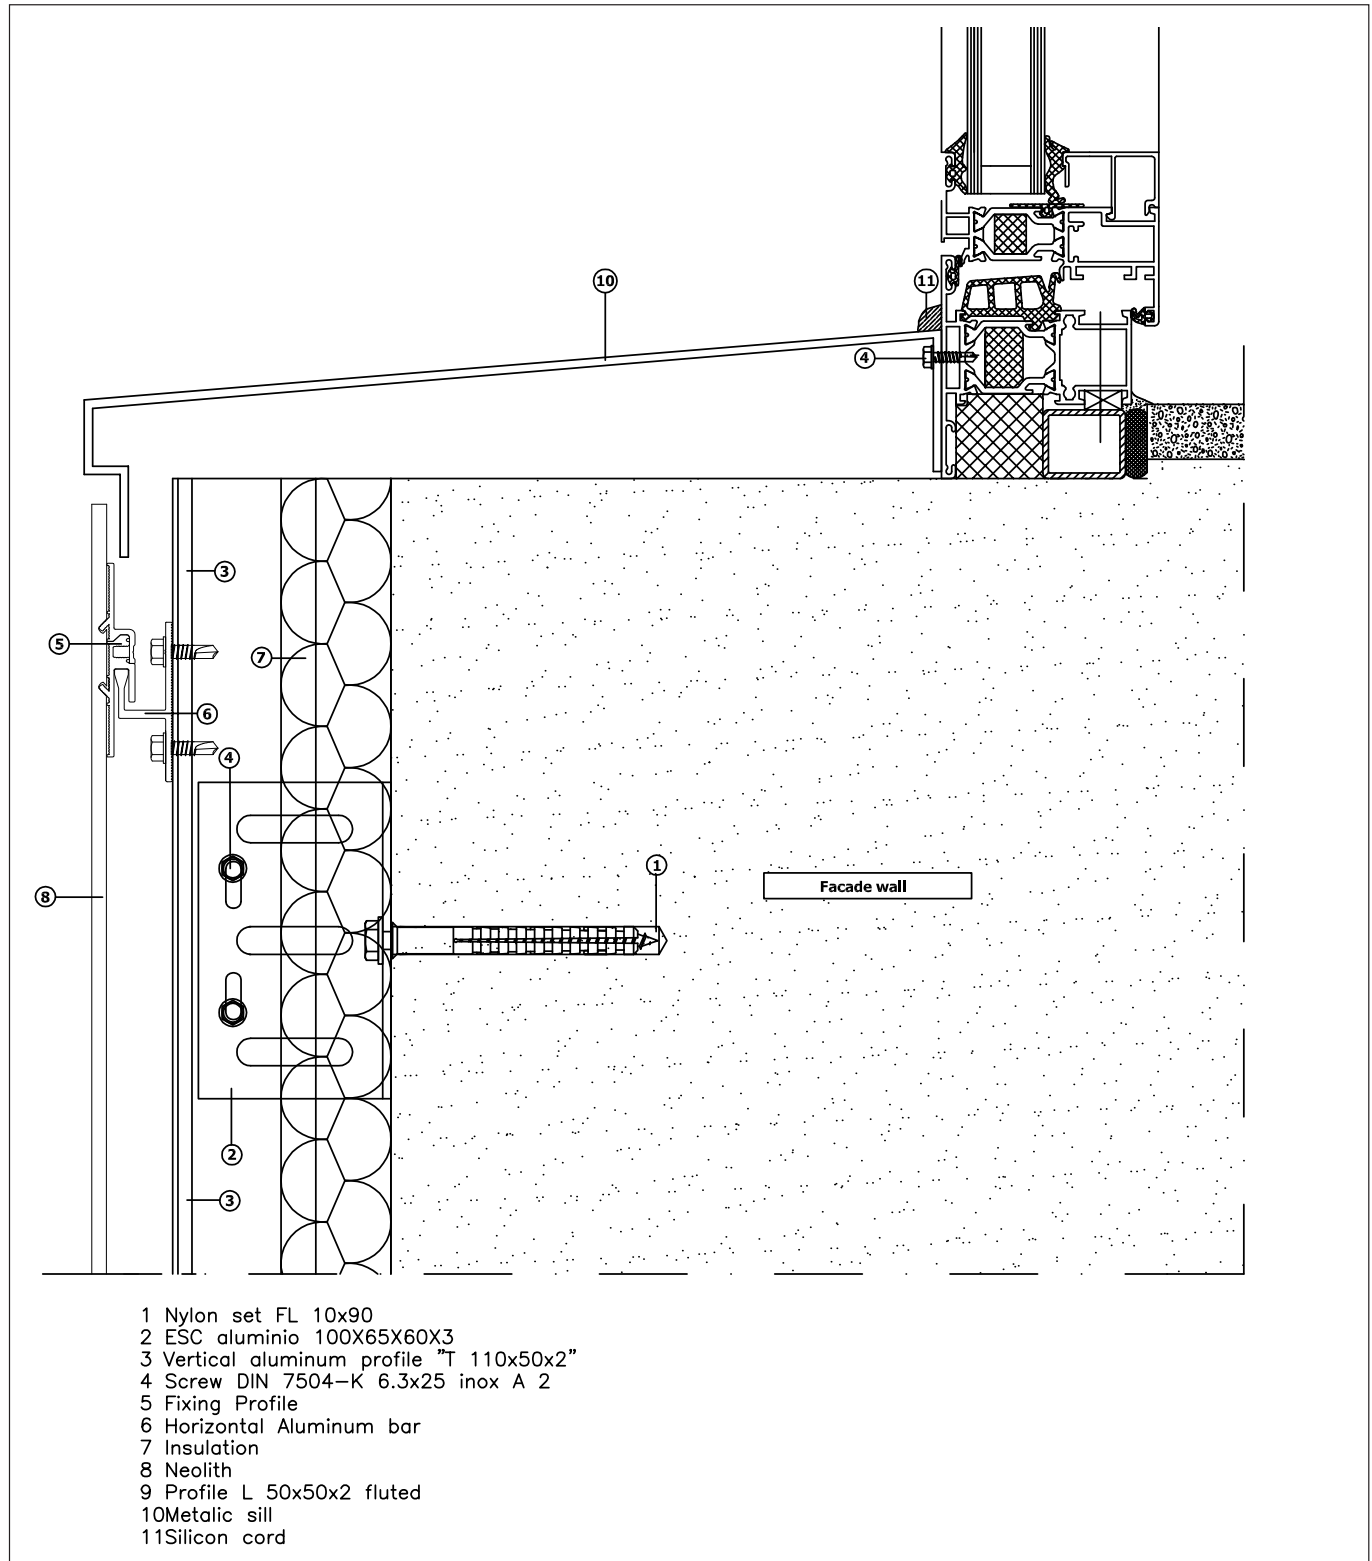 10
11
4
3
5
7
6
4
1
8
Facade wall
2
3
1 Nylon set FL 10x90
2 ESC aluminio 100X65X60X3
3 Vertical aluminum profile "T 110x50x2"
4 Screw DIN 7504-K 6.3x25 inox A 2
5 Fixing Profile
6 Horizontal Aluminum bar
7 Insulation
8 Neolith
9 Profile L 50x50x2 fluted
10Metalic sill
11Silicon cord